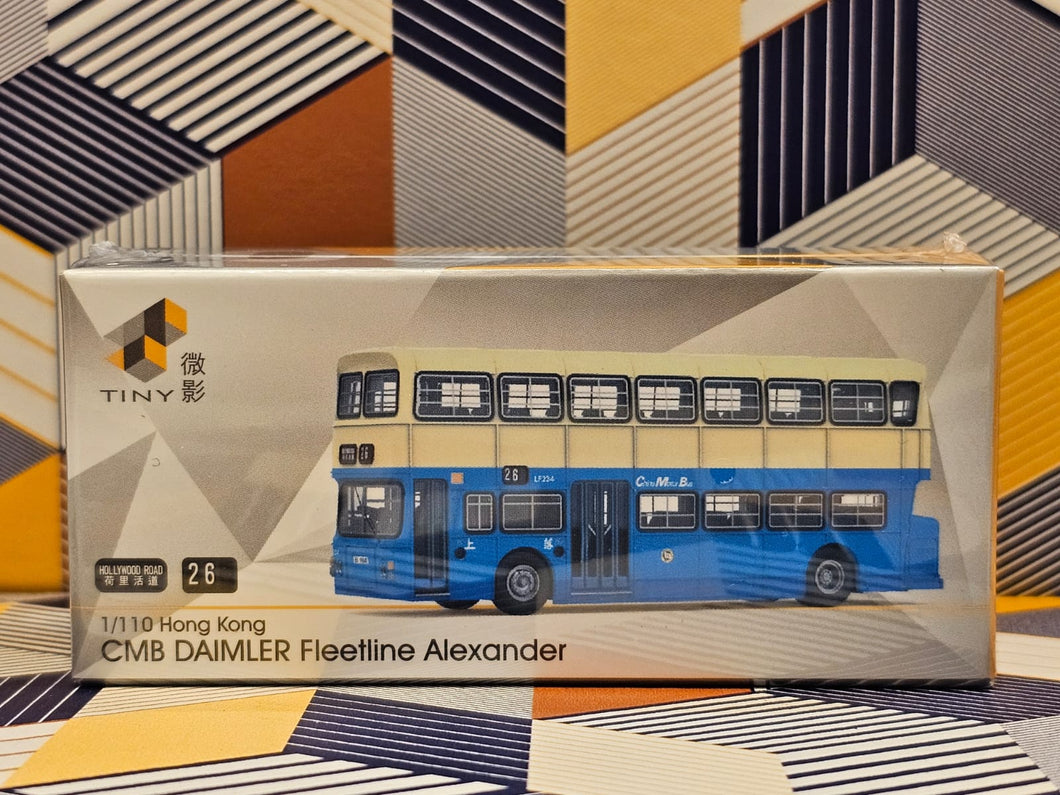 TINY
微影
26
26
LF224
China Motor Bus
上
落
HOLLYWOOD ROAD
荷里活道
26
1/110 Hong Kong
CMB DAIMLER Fleetline Alexander